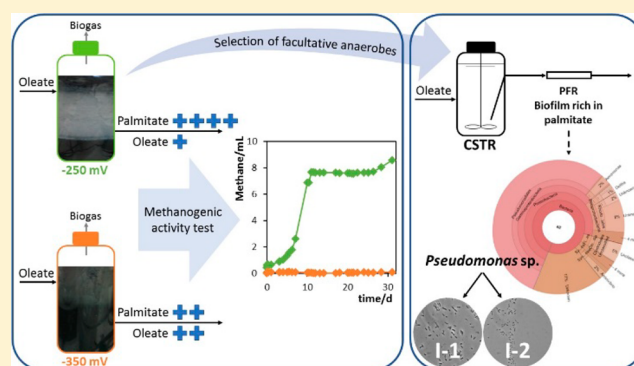 Biogas
Oleate
Palmitate
Oleate
-250 mV
Biogas
Oleate
Palmitate
Oleate
-350 mV
Methanogenic
activity test
Methane/mL
10
8
6
4
2
0
0 10 20 30
time/d
Selection of facultative anaerobes
Oleate
CSTR
PFR
Biofilm rich in
palmitate
Pseudomonas sp.
I-1
I-2